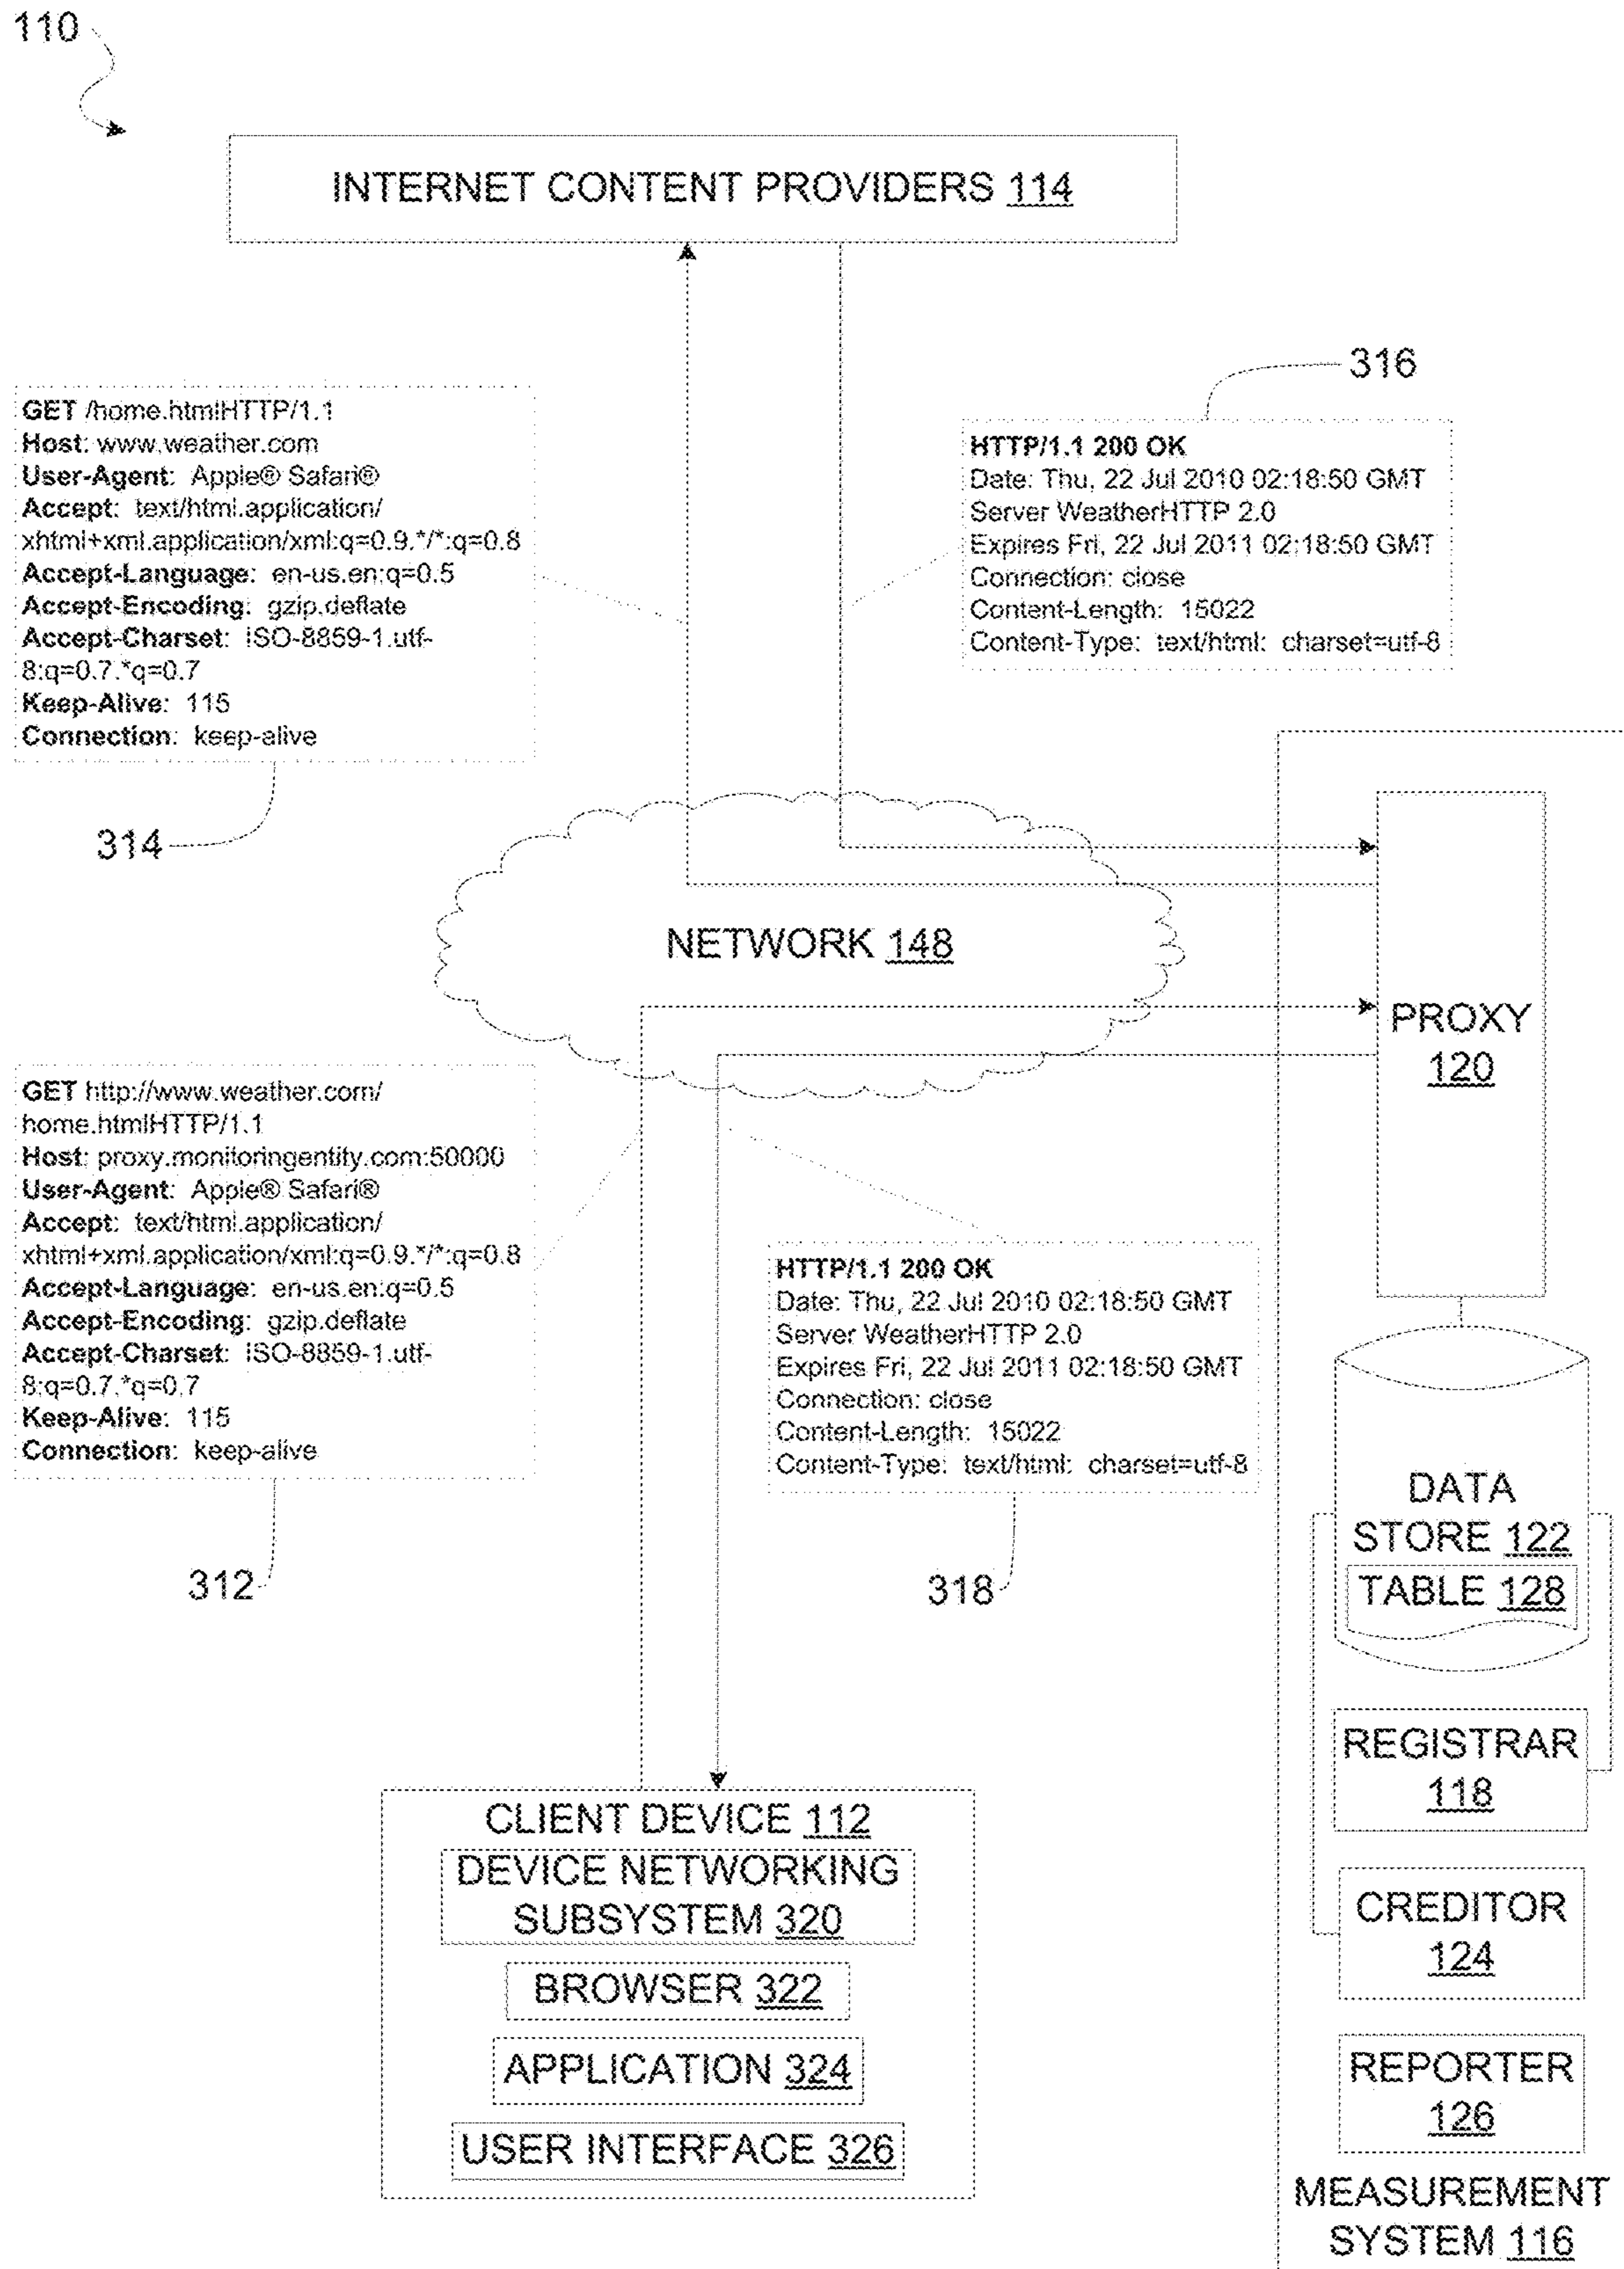 110
INTERNET CONTENT PROVIDERS 114
316
GET /home.htmlHTTP/1.1
Host: www.weather.com
User-Agent: Apple® Safari®
Accept: text/html.application/
xhtml+xml.application/xml:q=0.9.*/*:q=0.8
Accept-Language: en-us.en:q=0.5
Accept-Encoding: gzip.deflate
Accept-Charset: ISO-8859-1.utf-
8:q=0.7.*q=0.7
Keep-Alive: 115
Connection: keep-alive
314
HTTP/1.1 200 OK
Date: Thu, 22 Jul 2010 02:18:50 GMT
Server WeatherHTTP 2.0
Expires Fri, 22 Jul 2011 02:18:50 GMT
Connection: close
Content-Length: 15022
Content-Type: text/html: charset=utf-8
NETWORK 148
PROXY
120
GET http://www.weather.com/
home.htmlHTTP/1.1
Host: proxy.monitoringentity.com:50000
User-Agent: Apple® Safari®
Accept: text/html.application/
xhtml+xml.application/xml:q=0.9.*/*:q=0.8
Accept-Language: en-us.en:q=0.5
Accept-Encoding: gzip.deflate
Accept-Charset: ISO-8859-1.utf-
8:q=0.7.*q=0.7
Keep-Alive: 115
Connection: keep-alive
312
HTTP/1.1 200 OK
Date: Thu, 22 Jul 2010 02:18:50 GMT
Server WeatherHTTP 2.0
Expires Fri, 22 Jul 2011 02:18:50 GMT
Connection: close
Content-Length: 15022
Content-Type: text/html: charset=utf-8
318
DATA
STORE 122
TABLE 128
REGISTRAR
118
CREDITOR
124
REPORTER
126
MEASUREMENT
SYSTEM 116
CLIENT DEVICE 112
DEVICE NETWORKING
SUBSYSTEM 320
BROWSER 322
APPLICATION 324
USER INTERFACE 326